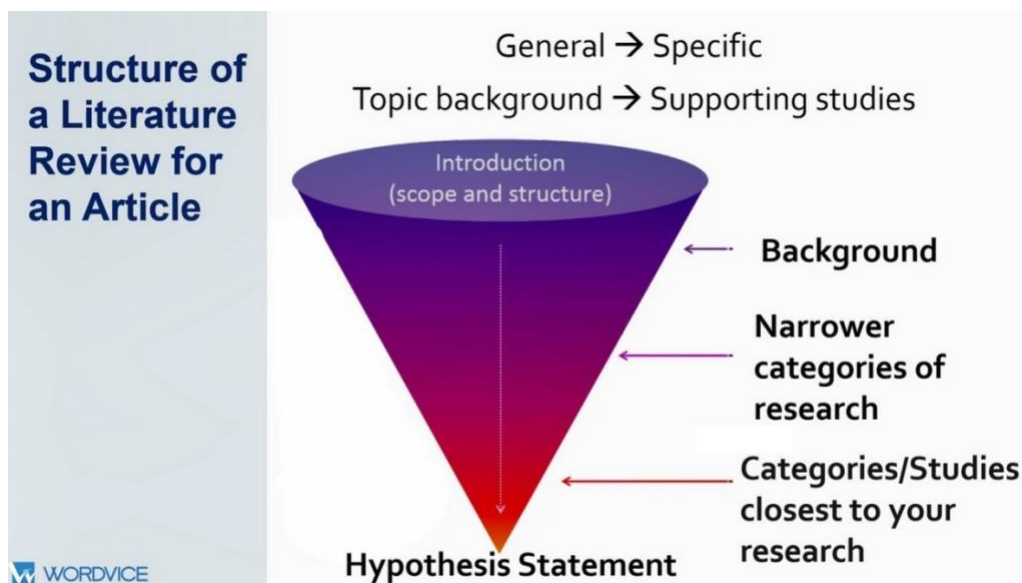 Structure of
a Literature
Review for
an Article
General → Specific
Topic background → Supporting studies
Introduction
(scope and structure)
Background
Narrower
categories of
research
Categories/Studies
closest to your
research
Hypothesis Statement
WORDVICE